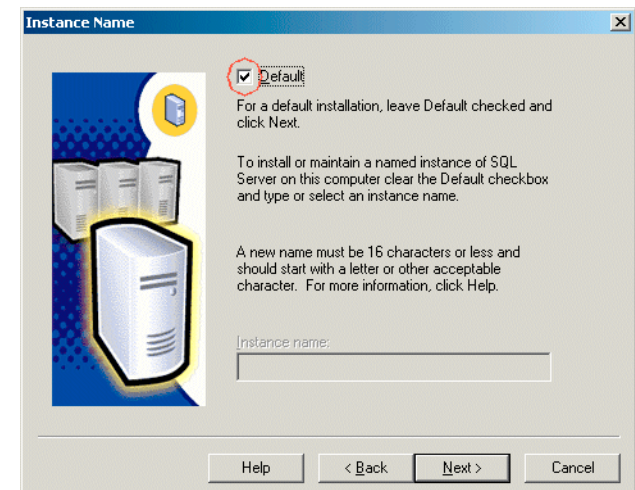 Instance Name
Default
For a default installation, leave Default checked and
click Next.
To install or maintain a named instance of SQL
Server on this computer clear the Default checkbox
and type or select an instance name.
A new name must be 16 characters or less and
should start with a letter or other acceptable
character. For more information, click Help.
Instance name:
Help
< Back
Next >
Cancel